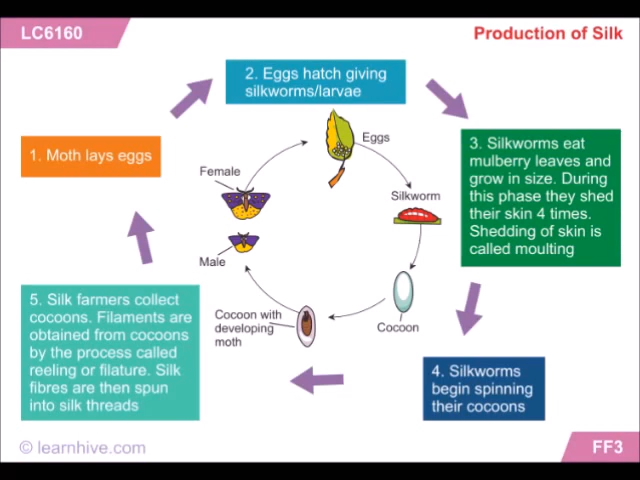 LC6160
Production of Silk
2. Eggs hatch giving
silkworms/larvae
1. Moth lays eggs
3. Silkworms eat
mulberry leaves and
grow in size. During
this phase they shed
their skin 4 times.
Shedding of skin is
called moulting
Eggs
Female
Silkworm
Male
Cocoon with
developing
moth
Cocoon
5. Silk farmers collect
cocoons. Filaments are
obtained from cocoons
by the process called
reeling or filature. Silk
fibres are then spun
into silk threads
4. Silkworms
begin spinning
their cocoons
© learnhive.com
FF3